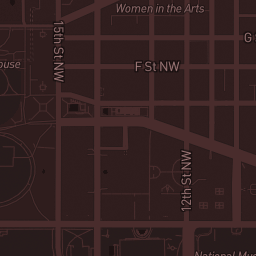 Women in the Arts
15th St NW
G
F St NW
ouse
12th St NW
National Mu